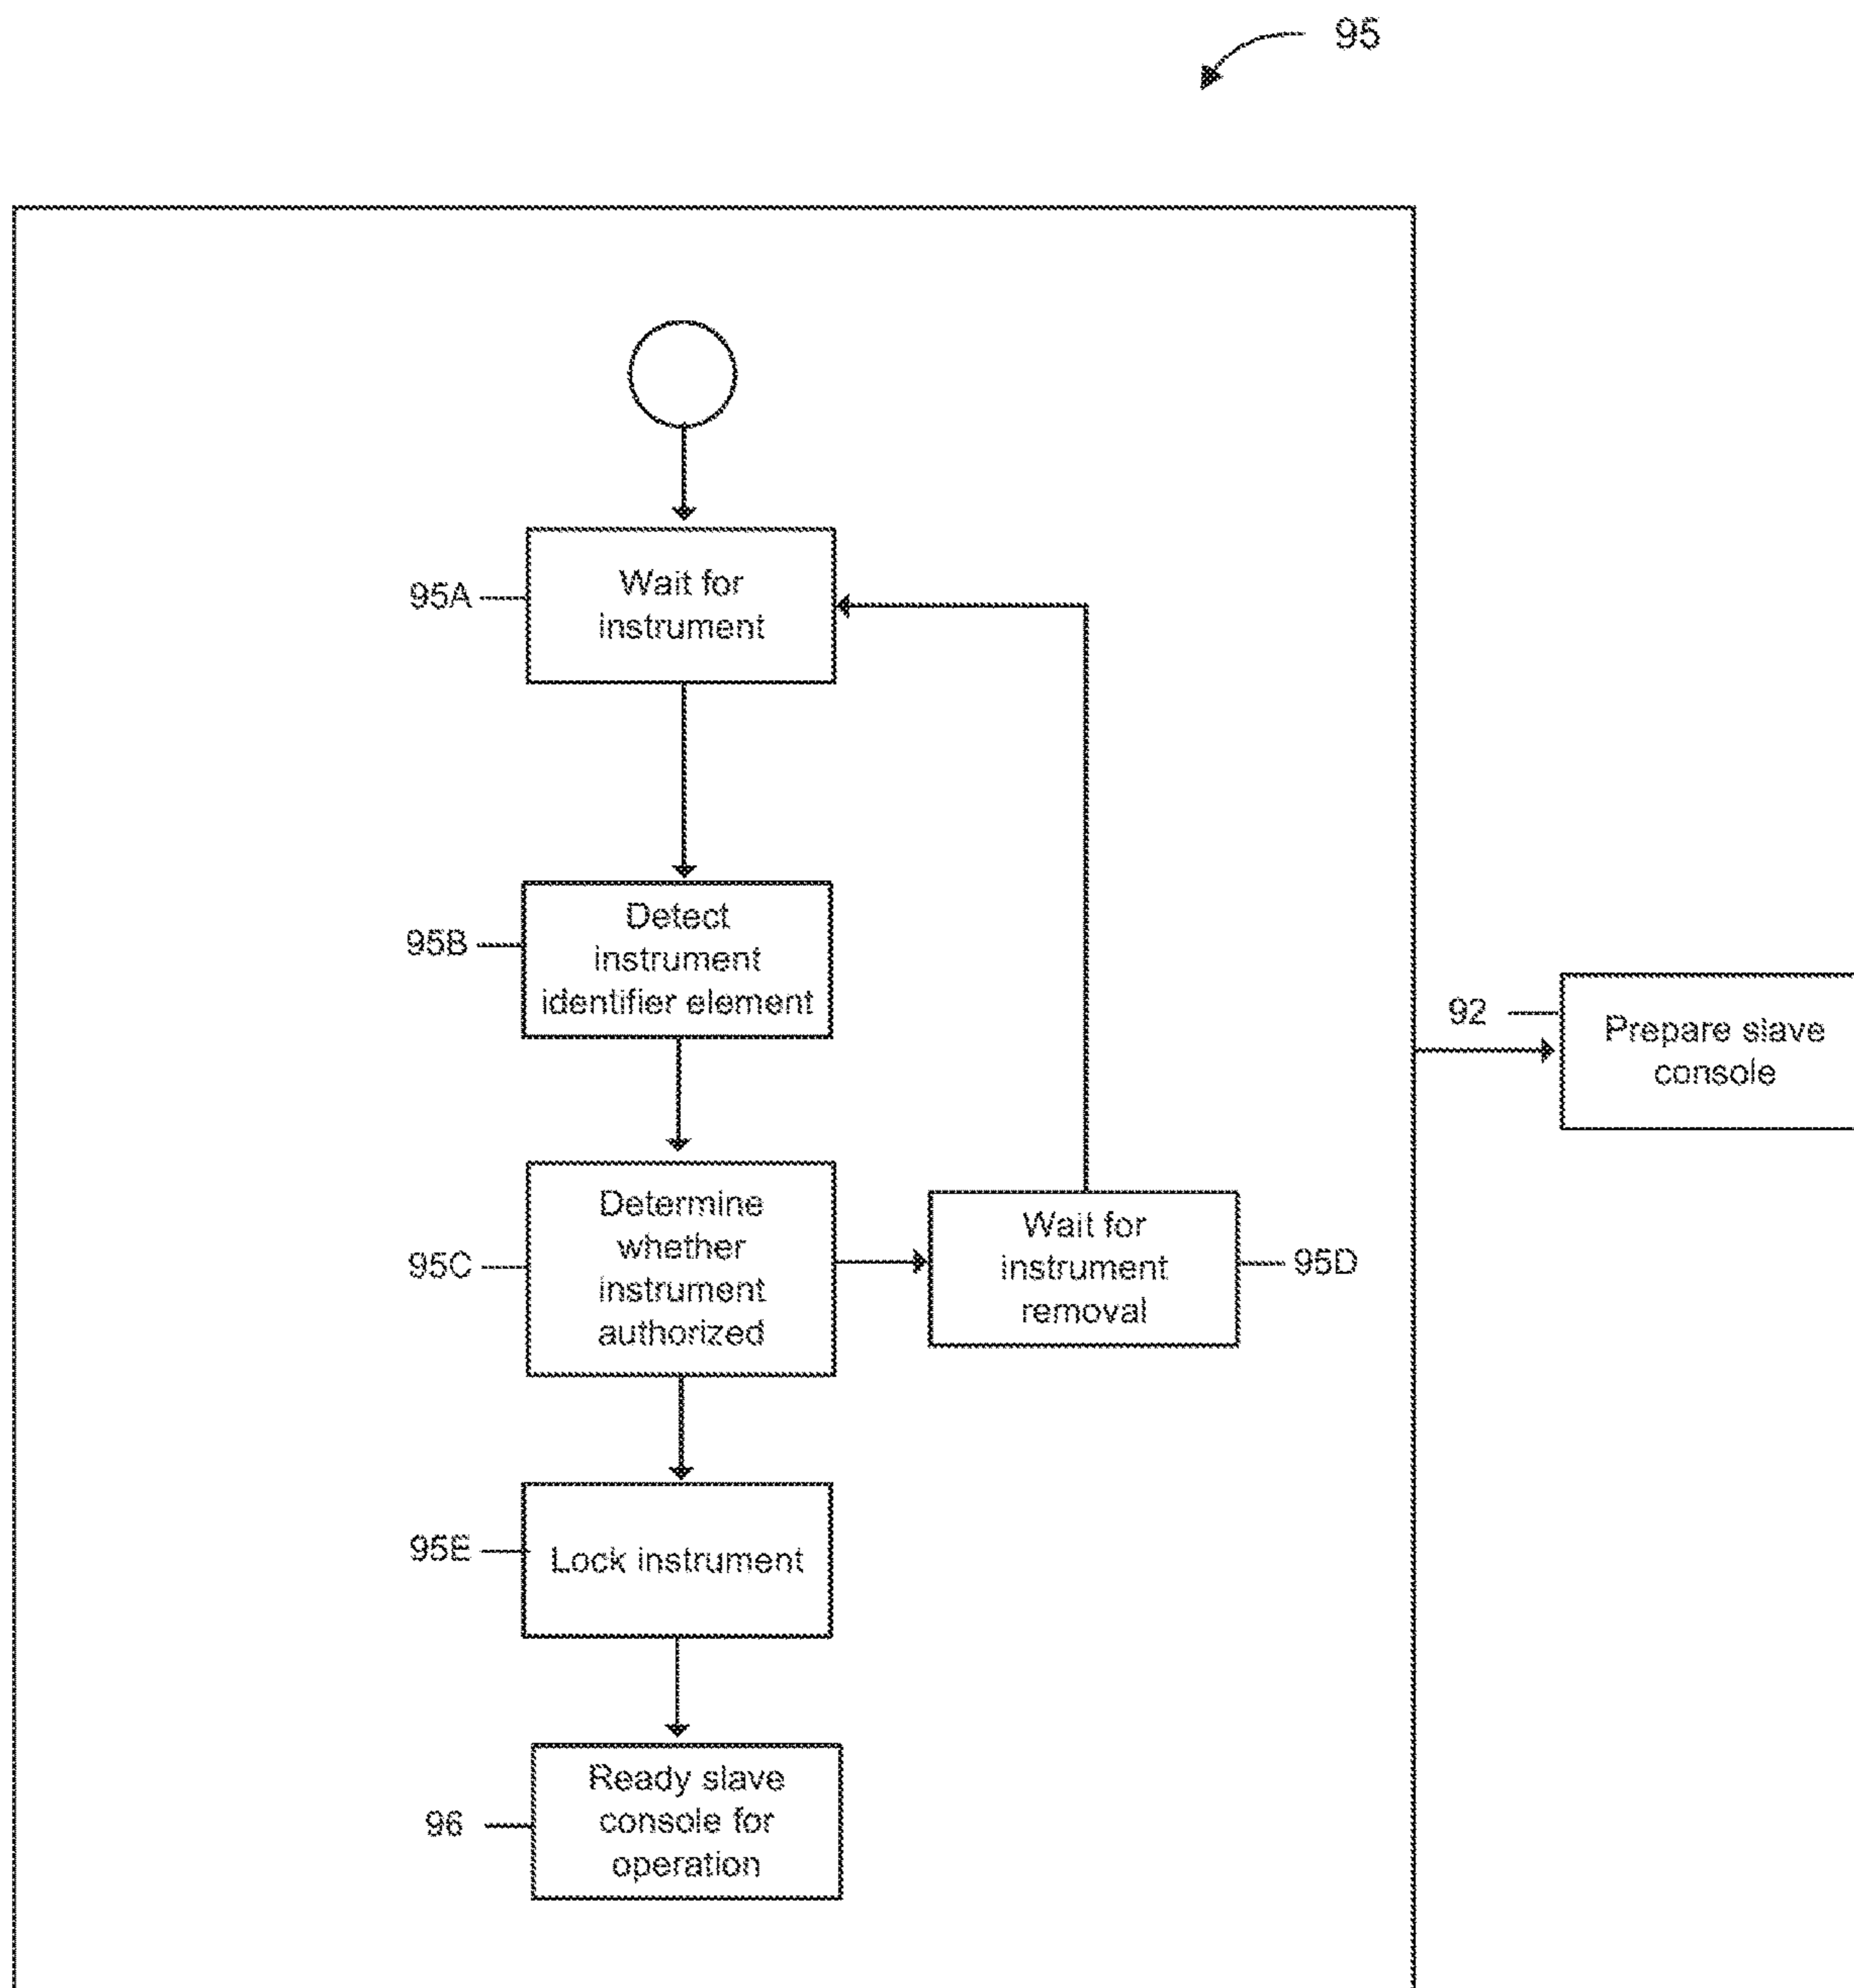 95
95A
Wait for
instrument
95B
Detect
instrument
identifier element
92
Prepare slave
console
95C
Determine
whether
instrument
authorized
Wait for
instrument
removal
95D
95E
Lock instrument
96
Ready slave
console for
operation